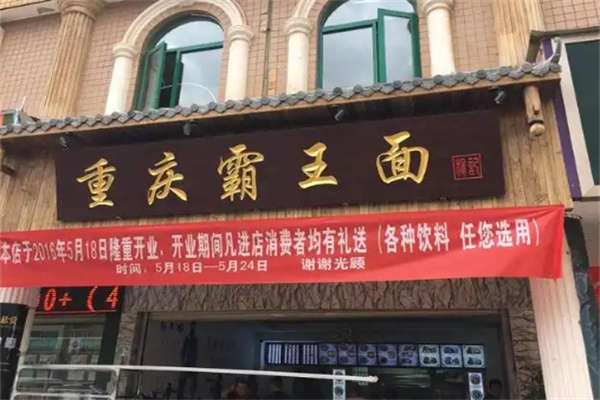 重庆霸王面
本店于2016年5月18日隆重开业，开业期间凡进店消费者均有礼送（各种饮料 任您选用）
时间：5月18日—5月24日 谢谢光顾